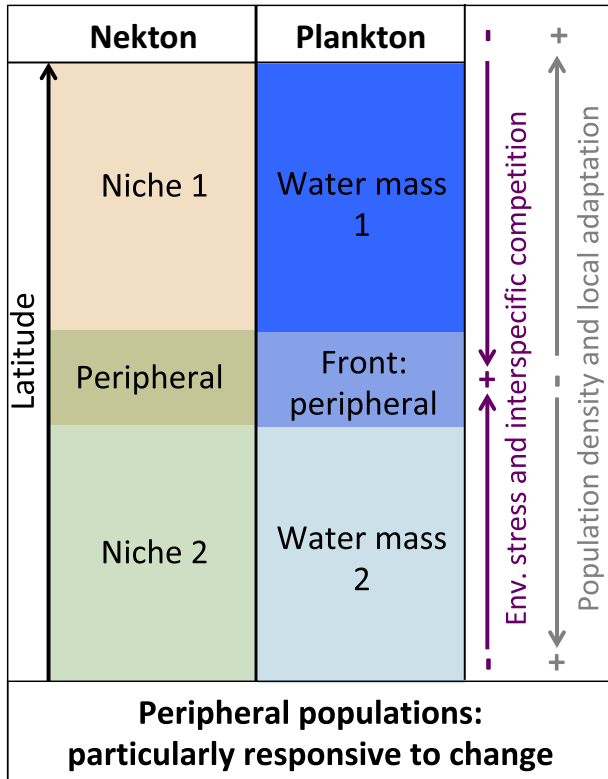 Nekton
Plankton
-
+
Niche 1
Water mass
1
Latitude
Peripheral
Front:
peripheral
+
-
Niche 2
Water mass
2
Env. stress and interspecific competition
Population density and local adaptation
-
+
Peripheral populations:
particularly responsive to change